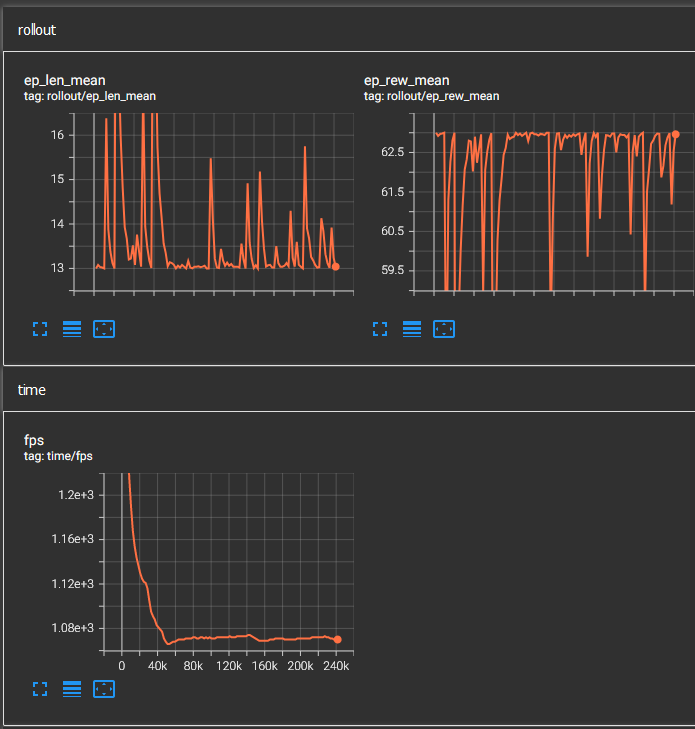 rollout
ep_len_mean
tag: rollout/ep_len_mean
16
15
14
13
ep_rew_mean
tag: rollout/ep_rew_mean
62.5
61.5
60.5
59.5
time
fps
tag: time/fps
1.2e+3
1.16e+3
1.12e+3
1.08e+3
0 40k 80k 120k 160k 200k 240k